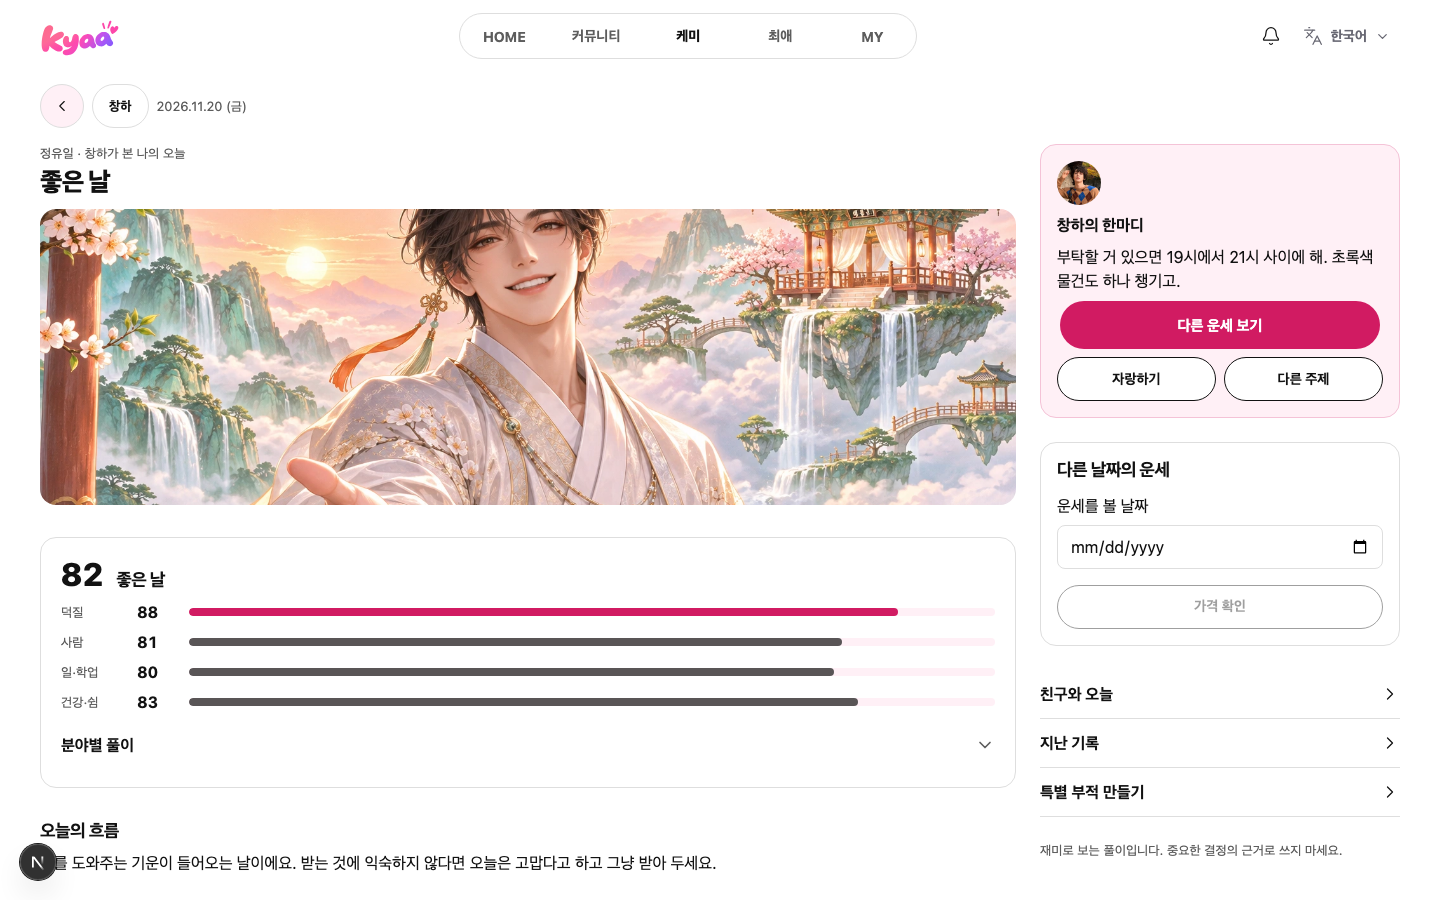 kyaa
HOME 커뮤니티 케미 최애 MY
한국어
창하 2026.11.20 (금)
정유일 · 창하가 본 나의 오늘
좋은 날
창하의 한마디
부탁할 거 있으면 19시에서 21시 사이에 해. 초록색
물건도 하나 챙기고.
다른 운세 보기
자랑하기 다른 주제
82 좋은 날
덕질 88
사람 81
일·학업 80
건강·쉼 83
분야별 풀이
다른 날짜의 운세
운세를 볼 날짜
mm/dd/yyyy
가격 확인
친구와 오늘
지난 기록
특별 부적 만들기
재미로 보는 풀이입니다. 중요한 결정의 근거로 쓰지 마세요.
오늘의 흐름
를 도와주는 기운이 들어오는 날이에요. 받는 것에 익숙하지 않다면 오늘은 고맙다고 하고 그냥 받아 두세요.
N